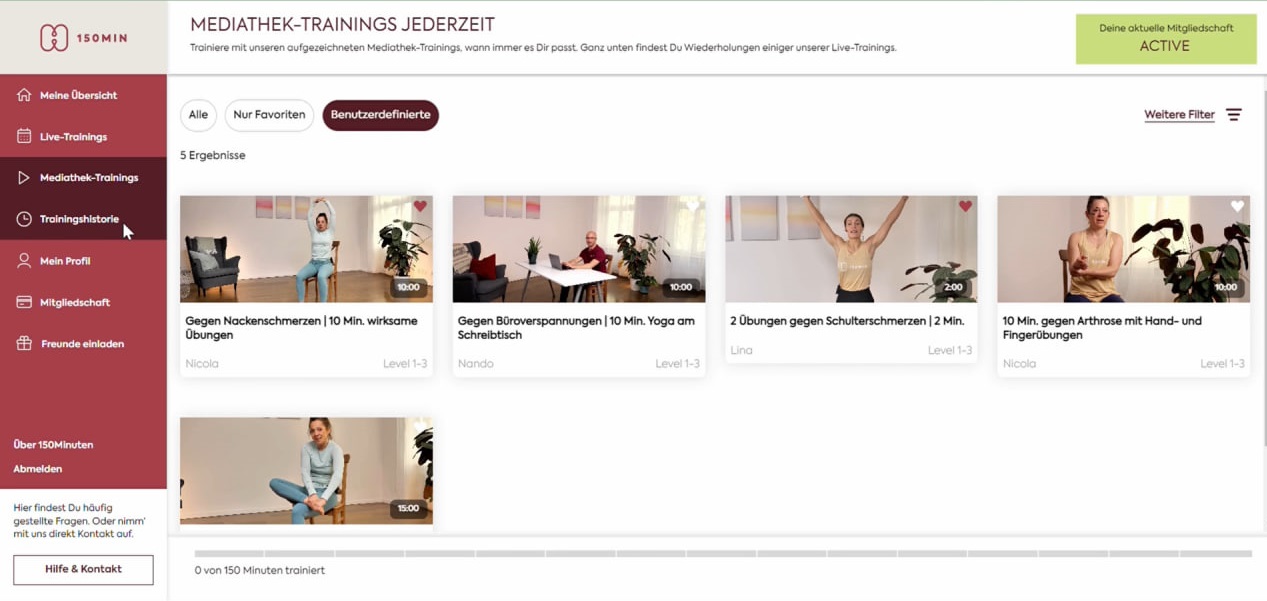 150MIN
MEDIATHEK-TRAININGS JEDERZEIT
Trainiere mit unseren aufgezeichneten Mediathek-Trainings, wann immer es Dir passt. Ganz unten findest Du Wiederholungen einiger unserer Live-Trainings.
Deine aktuelle Mitgliedschaft
ACTIVE
Meine Übersicht
Live-Trainings
Mediathek-Trainings
Trainingshistorie
Mein Profil
Mitgliedschaft
Freunde einladen
Über 150Minuten
Abmelden
Hier findest Du häufig
gestellte Fragen. Oder nimm'
mit uns direkt Kontakt auf.
Hilfe & Kontakt
Alle
Nur Favoriten
Benutzerdefinierte
Weitere Filter
5 Ergebnisse
10:00
Gegen Nackenschmerzen | 10 Min. wirksame
Übungen
Nicola
Level 1-3
10:00
Gegen Büroverspannungen | 10 Min. Yoga am
Schreibtisch
Nando
Level 1-3
2:00
2 Übungen gegen Schulterschmerzen | 2 Min.
Lina
Level 1-3
10:00
10 Min. gegen Arthrose mit Hand- und
Fingerübungen
Nicola
Level 1-3
15:00
0 von 150 Minuten trainiert